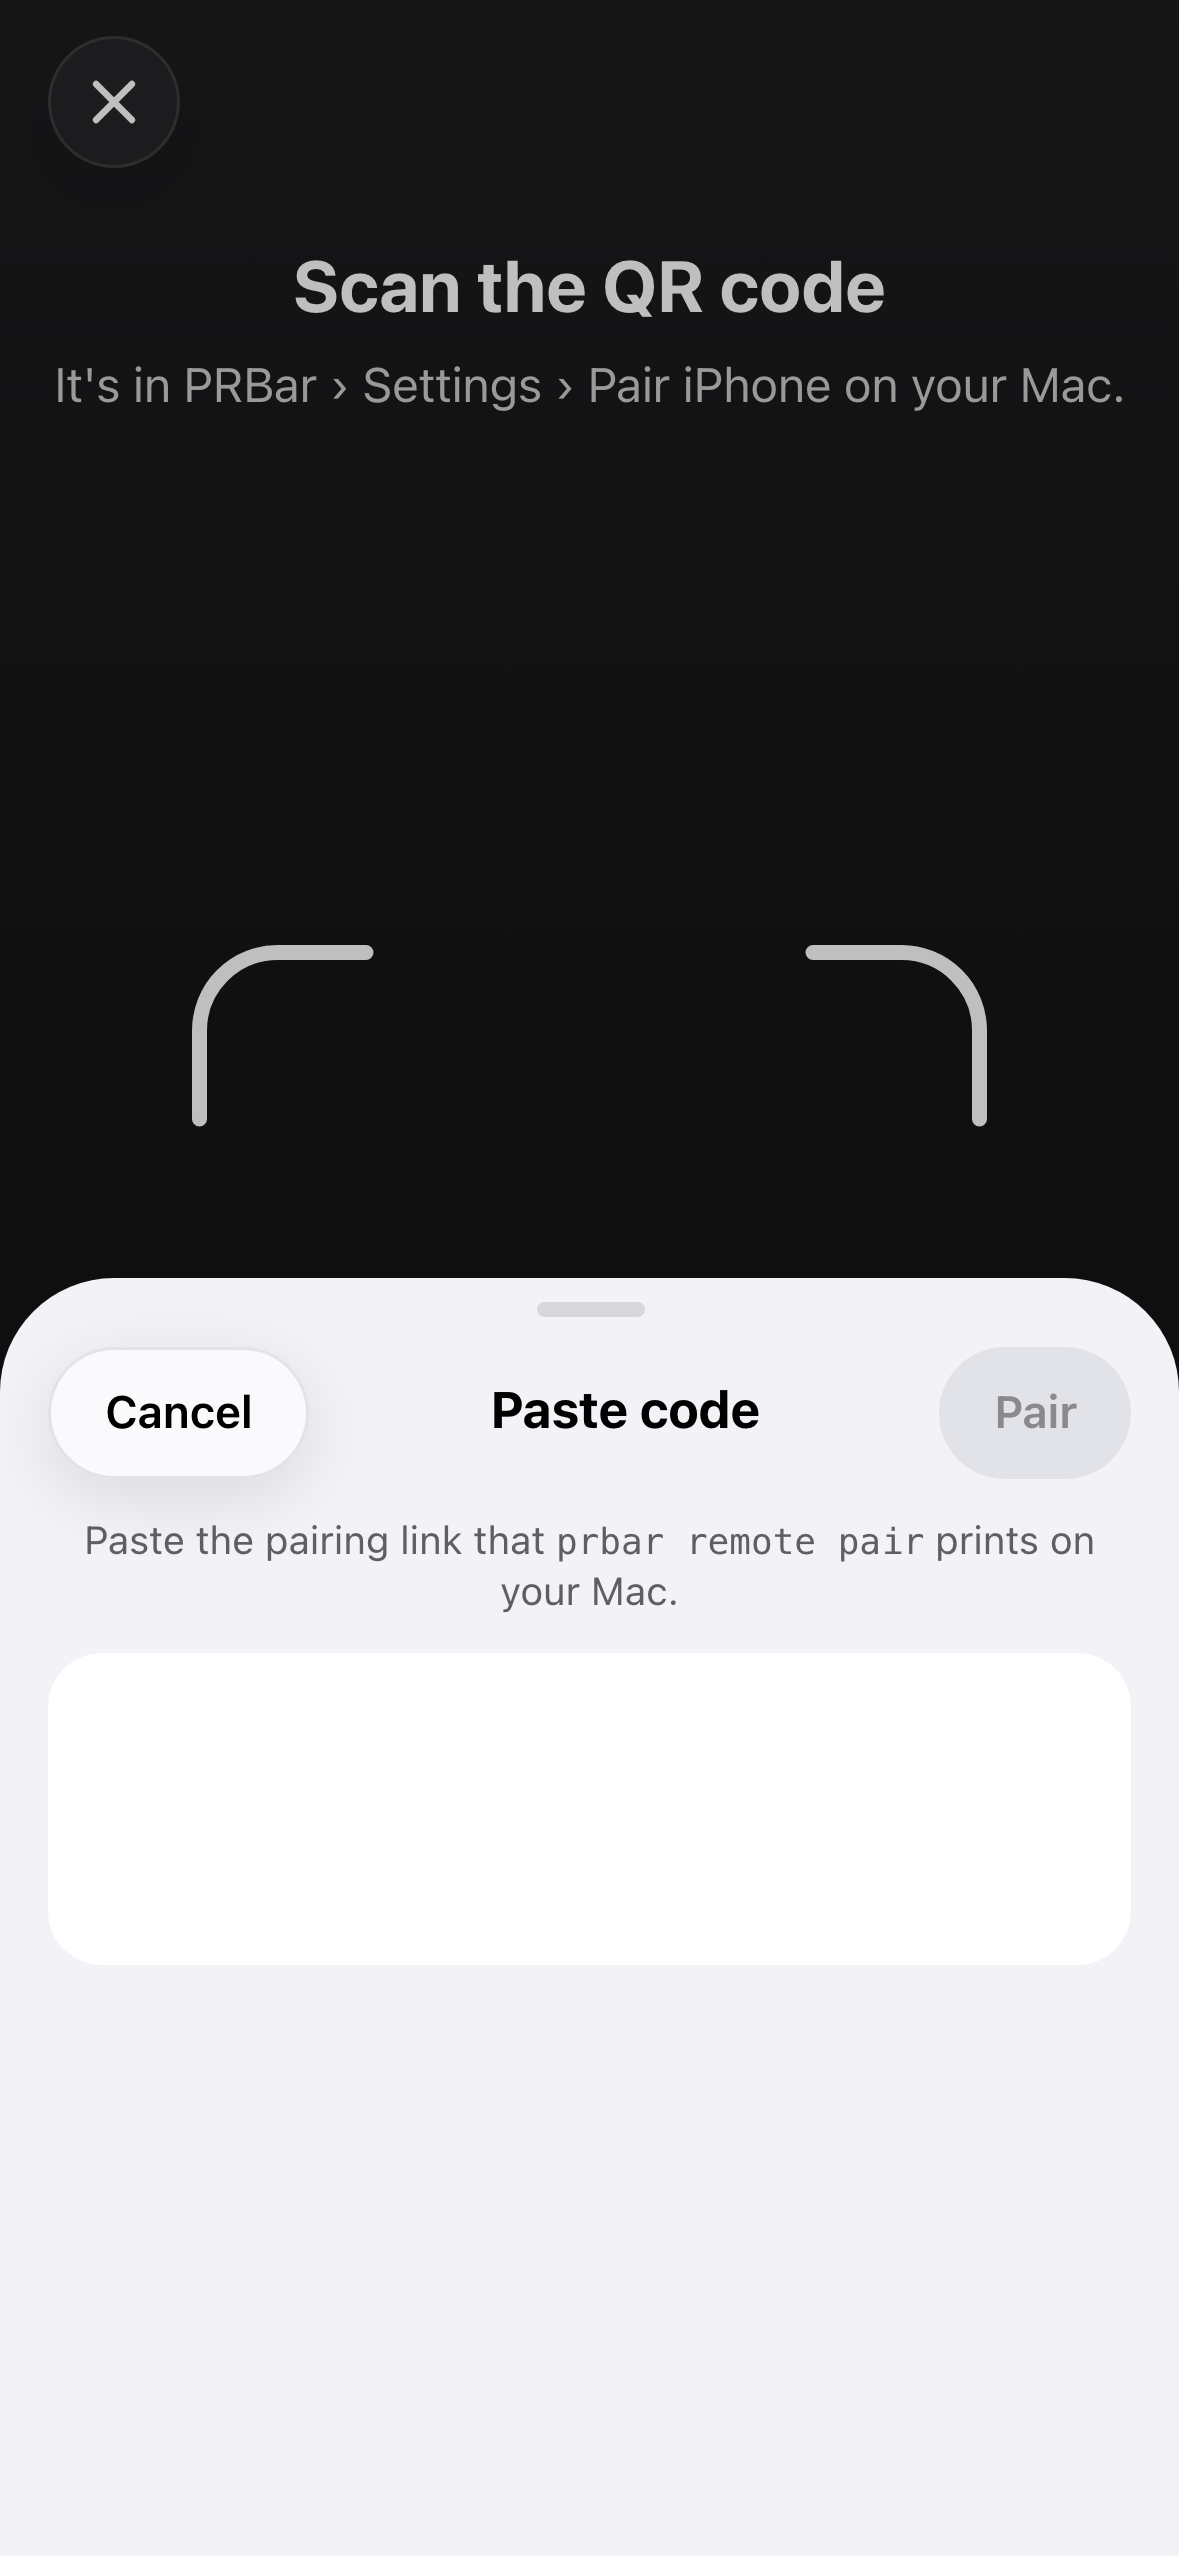 Scan the QR code
It's in PRBar › Settings › Pair iPhone on your Mac.
Cancel
Paste code
Pair
Paste the pairing link that prbar remote pair prints on
your Mac.